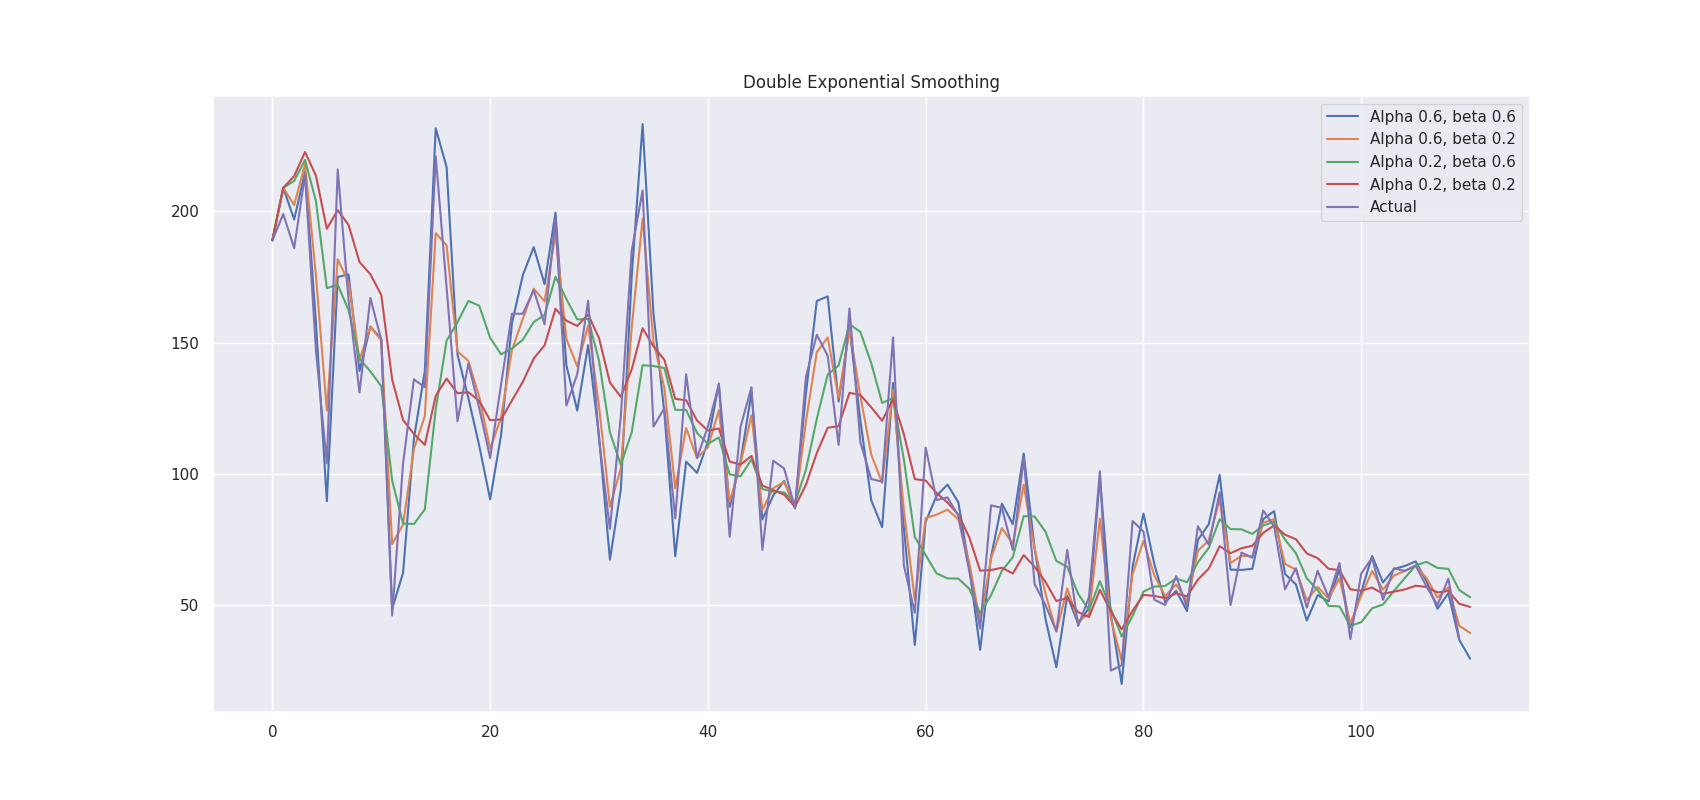 Double Exponential Smoothing
Alpha 0.6, beta 0.6
Alpha 0.6, beta 0.2
Alpha 0.2, beta 0.6
Alpha 0.2, beta 0.2
Actual
200
150
100
50
0 20 40 60 80 100